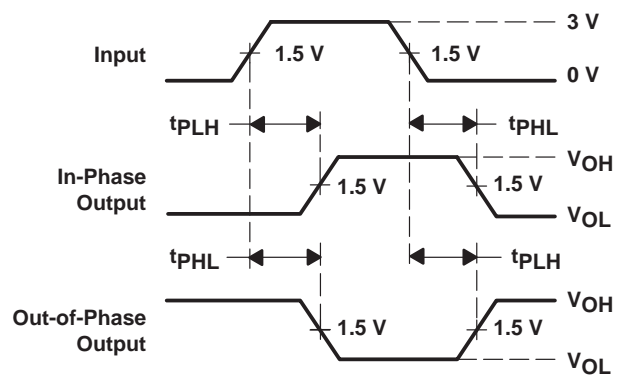 3 V
Input
1.5 V
1.5 V
0 V
tPLH
tPHL
In-Phase
Output
1.5 V
1.5 V
VOH
VOL
tPHL
tPLH
Out-of-Phase
Output
1.5 V
1.5 V
VOH
VOL